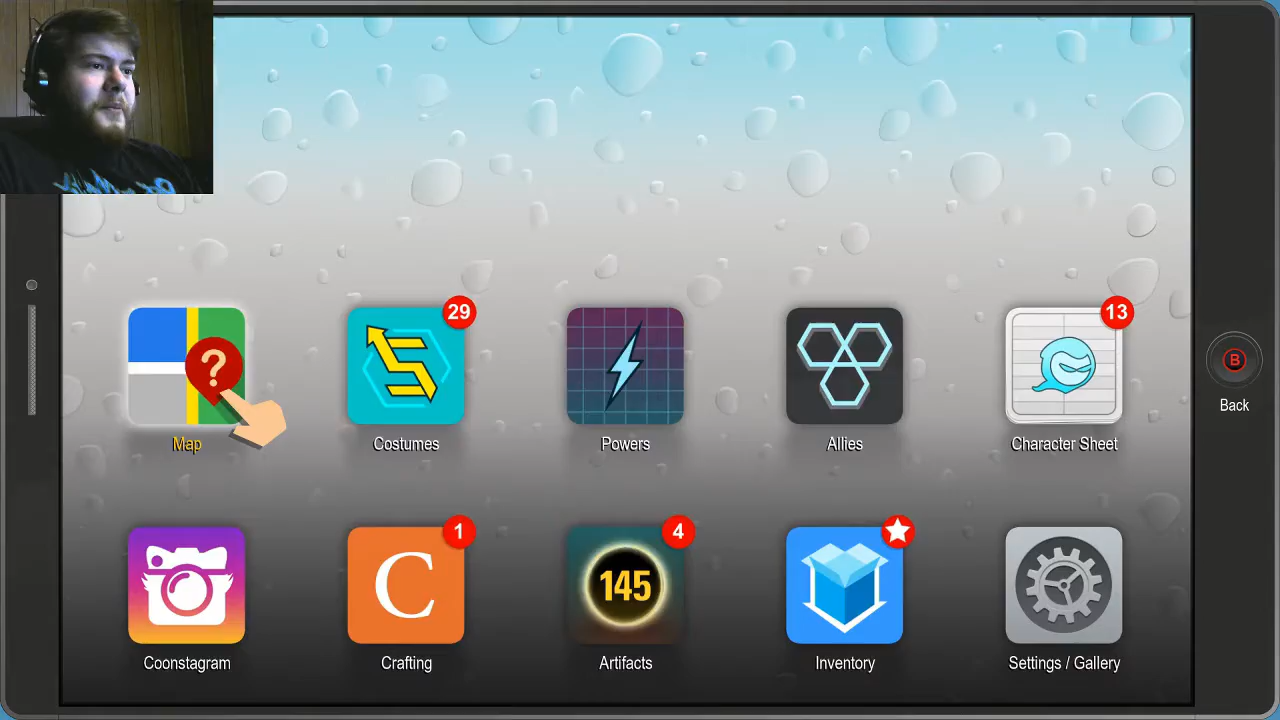 29
13
?
B
Back
Map
Costumes
Powers
Allies
Character Sheet
1
4
C
145
Coonstagram
Crafting
Artifacts
Inventory
Settings / Gallery